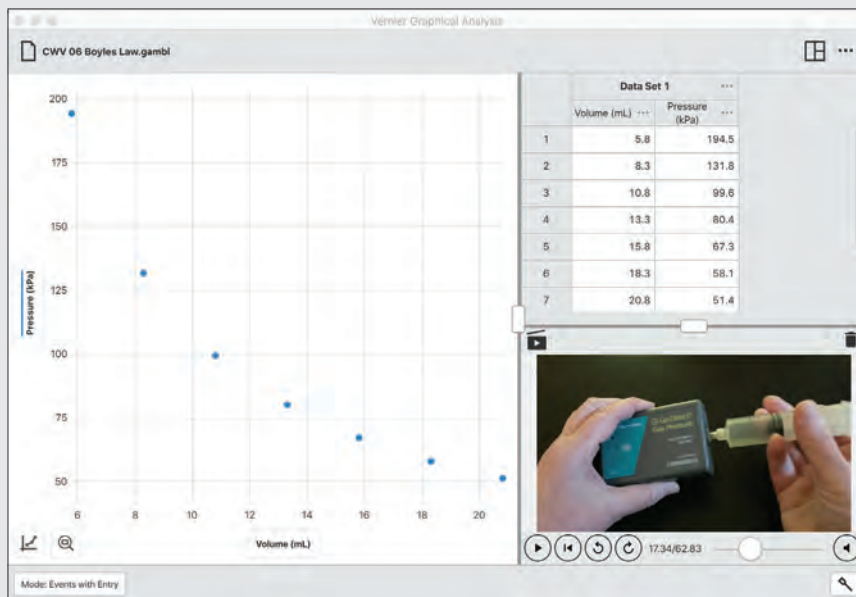 Vernier Graphical Analysis
CWV 06 Boyles Law.gambl
200
175
150
125
100
75
50
Pressure (kPa)
6 8 10 12 14 16 18 20
Volume (mL)
Data Set 1
Volume (mL) Pressure (kPa)
1 5.8 194.5
2 8.3 131.8
3 10.8 99.6
4 13.3 80.4
5 15.8 67.3
6 18.3 58.1
7 20.8 51.4
Go Direct
Gas Pressure
17.34/62.83
Mode: Events with Entry